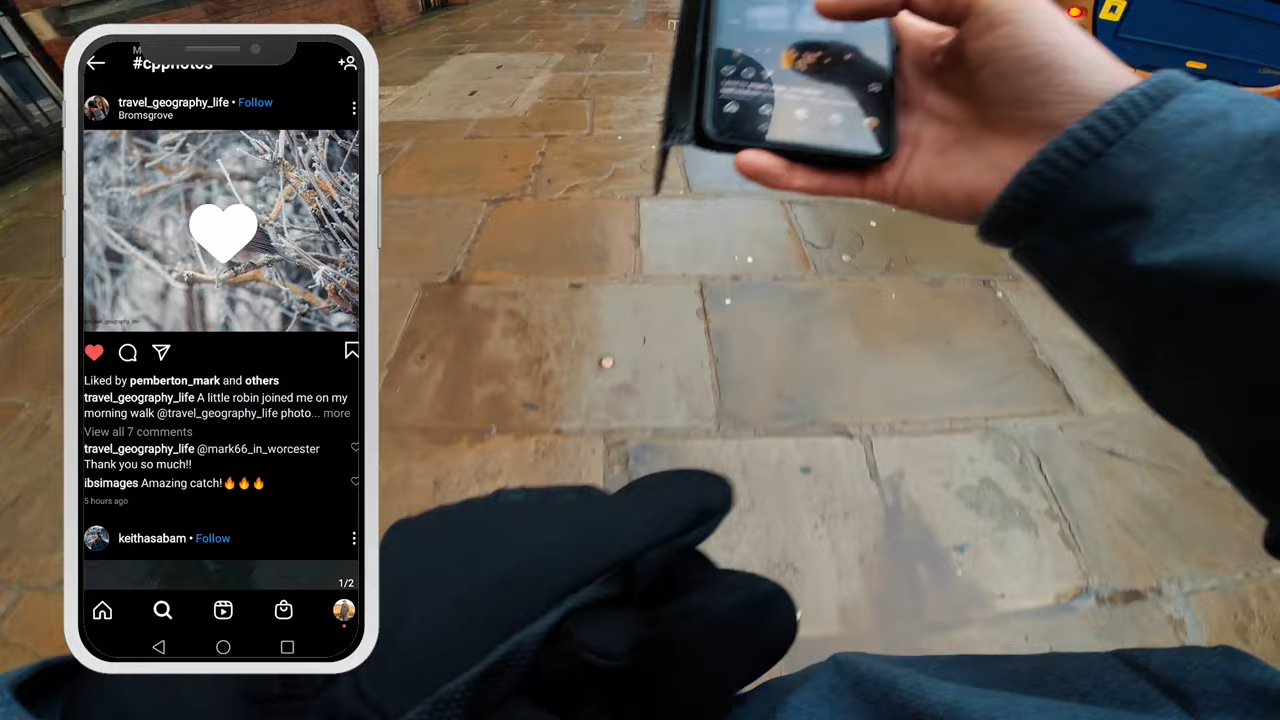 M
#cpphotos
travel_geography_life • Follow
Bromsgrove
travel_geography_life
Liked by pemberton_mark and others
travel_geography_life A little robin joined me on my
morning walk @travel_geography_life photo... more
View all 7 comments
travel_geography_life @mark66_in_worcester
Thank you so much!!
ibsimages Amazing catch!🔥🔥🔥
5 hours ago
keithasabam • Follow
1/2